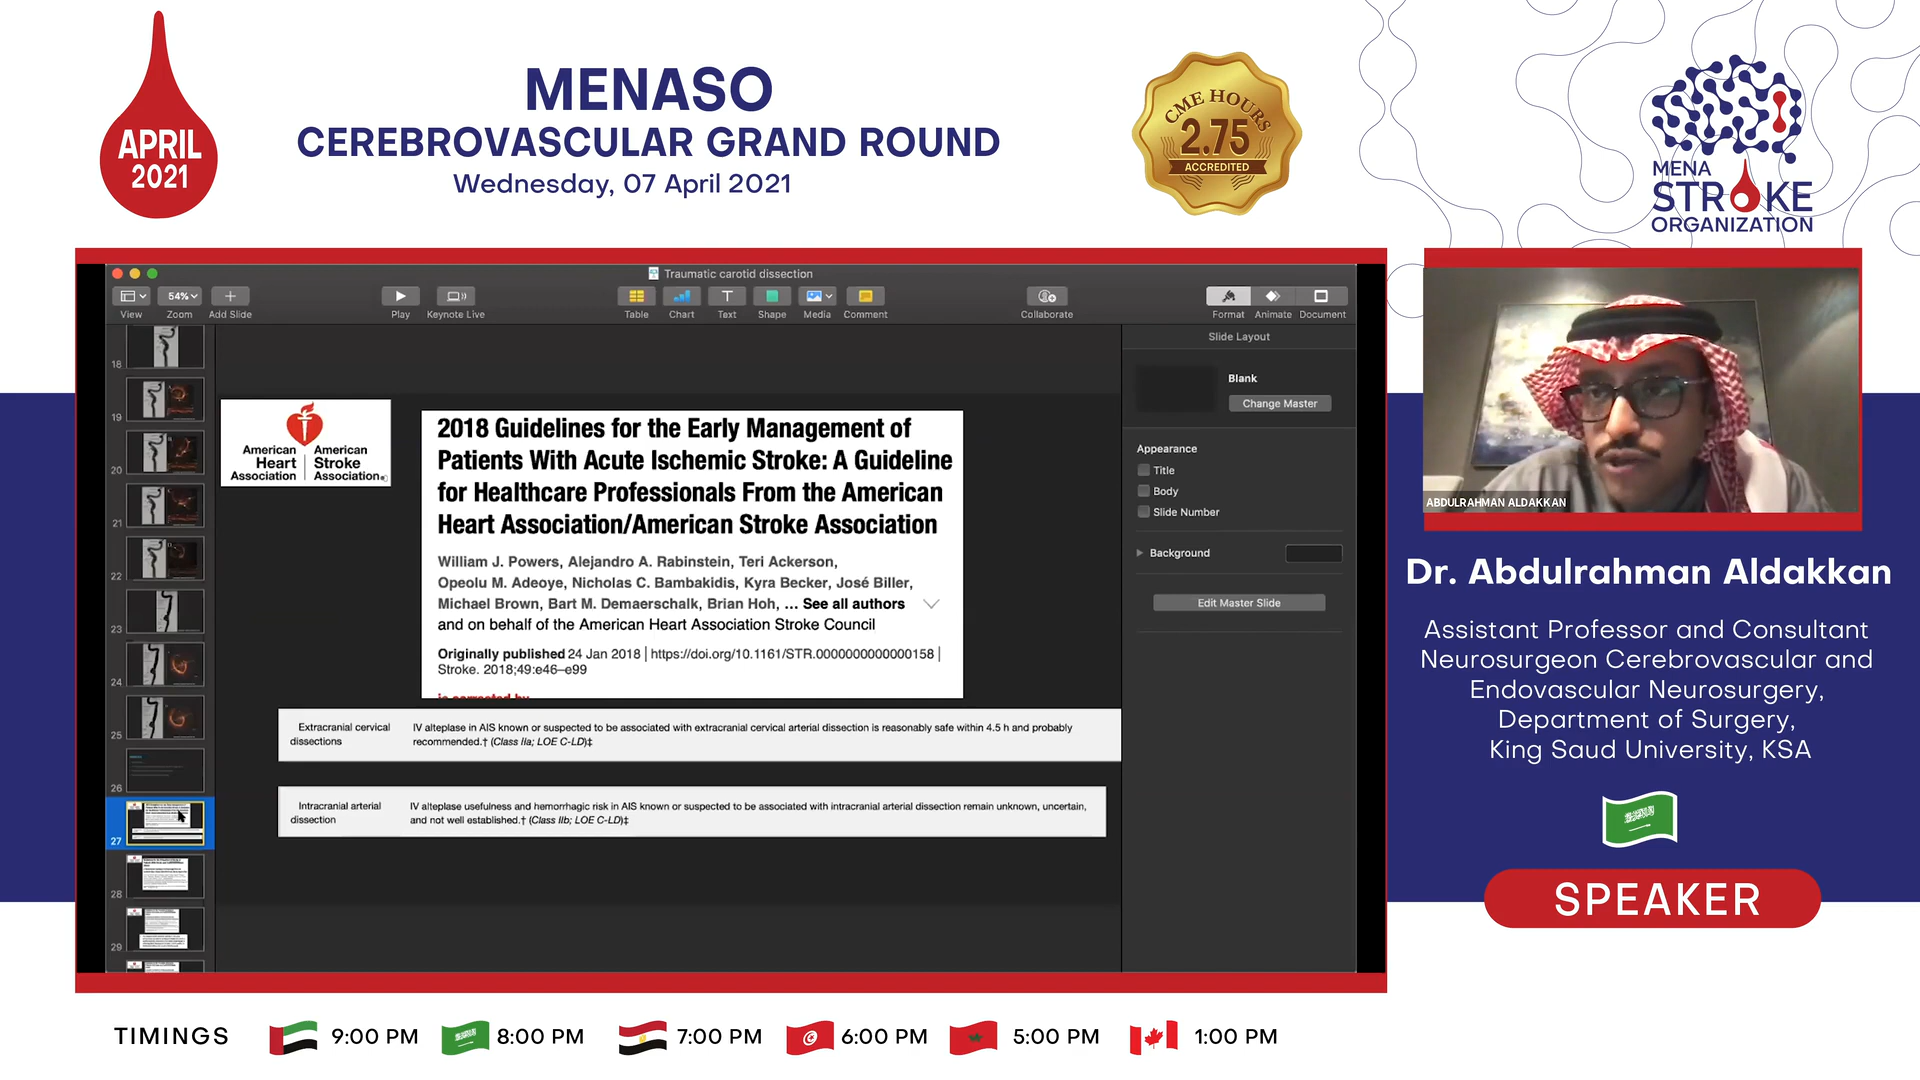 APRIL
2021
MENASO
CEREBROVASCULAR GRAND ROUND
Wednesday, 07 April 2021
CME HOURS
2.75
ACCREDITED
MENA
STROKE
ORGANIZATION
Traumatic carotid dissection
54%
View
Zoom
Add Slide
Play
Keynote Live
Table
Chart
Text
Shape
Media
Comment
Collaborate
Format
Animate
Document
18
19
20
21
22
23
24
25
26
27
28
29
American Heart Association
American Stroke Association
2018 Guidelines for the Early Management of
Patients With Acute Ischemic Stroke: A Guideline
for Healthcare Professionals From the American
Heart Association/American Stroke Association
William J. Powers, Alejandro A. Rabinstein, Teri Ackerson,
Opeolu M. Adeoye, Nicholas C. Bambakidis, Kyra Becker, José Biller,
Michael Brown, Bart M. Demaerschalk, Brian Hoh, ... See all authors
and on behalf of the American Heart Association Stroke Council
Originally published 24 Jan 2018 | https://doi.org/10.1161/STR.0000000000000158 |
Stroke. 2018;49:e46–e99
is corrected by
Extracranial cervical dissections
IV alteplase in AIS known or suspected to be associated with extracranial cervical arterial dissection is reasonably safe within 4.5 h and probably
recommended.† (Class IIa; LOE C-LD)‡
Intracranial arterial dissection
IV alteplase usefulness and hemorrhagic risk in AIS known or suspected to be associated with intracranial arterial dissection remain unknown, uncertain,
and not well established.† (Class IIb; LOE C-LD)‡
Slide Layout
Blank
Change Master
Appearance
Title
Body
Slide Number
Background
Edit Master Slide
ABDULRAHMAN ALDAKKAN
Dr. Abdulrahman Aldakkan
Assistant Professor and Consultant
Neurosurgeon Cerebrovascular and
Endovascular Neurosurgery,
Department of Surgery,
King Saud University, KSA
SPEAKER
TIMINGS
9:00 PM
8:00 PM
7:00 PM
6:00 PM
5:00 PM
1:00 PM